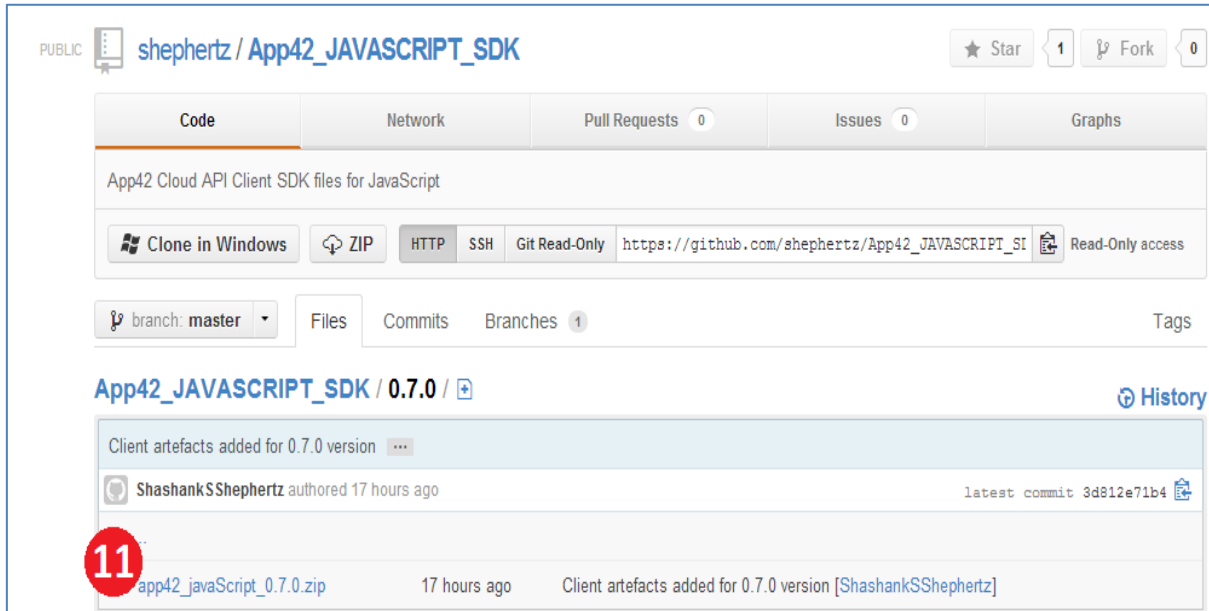 PUBLIC shephertz / App42_JAVASCRIPT_SDK Star 1 Fork 0
Code Network Pull Requests 0 Issues 0 Graphs
App42 Cloud API Client SDK files for JavaScript
Clone in Windows ZIP HTTP SSH Git Read-Only https://github.com/shephertz/App42_JAVASCRIPT_SI Read-Only access
branch: master Files Commits Branches 1 Tags
App42_JAVASCRIPT_SDK / 0.7.0 /
History
Client artefacts added for 0.7.0 version ...
ShashankSShephertz authored 17 hours ago latest commit 3d812e71b4
..
11
app42_javaScript_0.7.0.zip 17 hours ago Client artefacts added for 0.7.0 version [ShashankSShephertz]